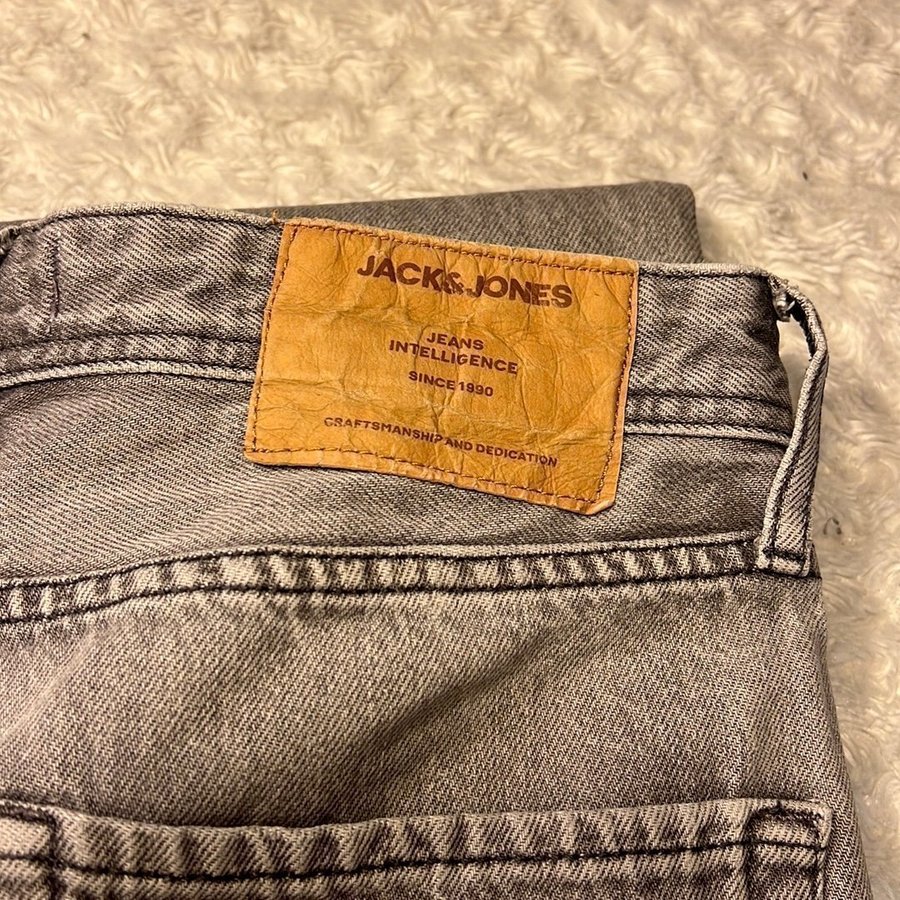 JACK&JONES
JEANS
INTELLIGENCE
SINCE 1990
CRAFTSMANSHIP AND DEDICATION